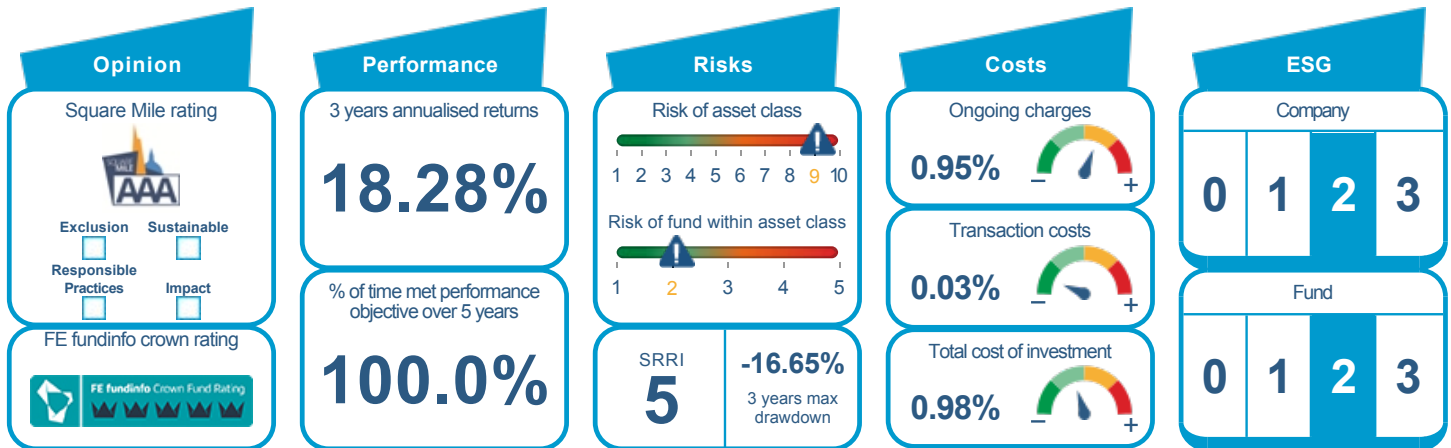 Opinion
Square Mile rating
SQUARE
MILE
AAA
Exclusion Sustainable
Responsible
Practices Impact
FE fundinfo crown rating
FE fundinfo Crown Fund Rating
Performance
3 years annualised returns
18.28%
% of time met performance
objective over 5 years
100.0%
Risks
Risk of asset class
1 2 3 4 5 6 7 8 9 10
Risk of fund within asset class
1 2 3 4 5
SRRI
5
-16.65%
3 years max
drawdown
Costs
Ongoing charges
0.95%
− +
Transaction costs
0.03%
− +
Total cost of investment
0.98%
− +
ESG
Company
0 1 2 3
Fund
0 1 2 3